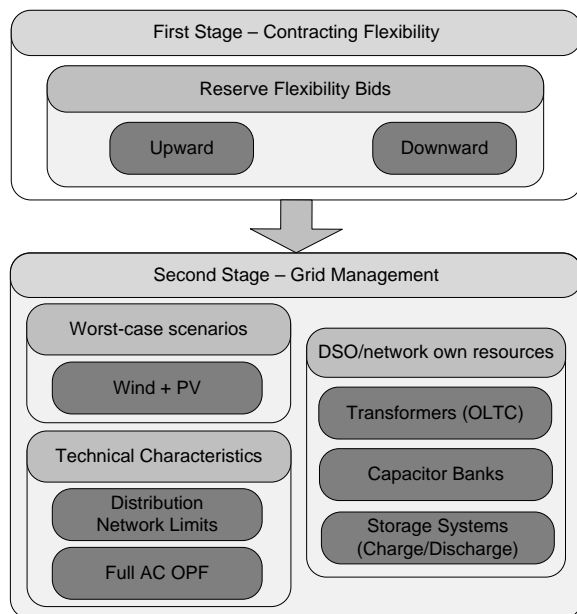 First Stage – Contracting Flexibility
Reserve Flexibility Bids
Upward
Downward
Second Stage – Grid Management
Worst-case scenarios
Wind + PV
Technical Characteristics
Distribution
Network Limits
Full AC OPF
DSO/network own resources
Transformers (OLTC)
Capacitor Banks
Storage Systems
(Charge/Discharge)